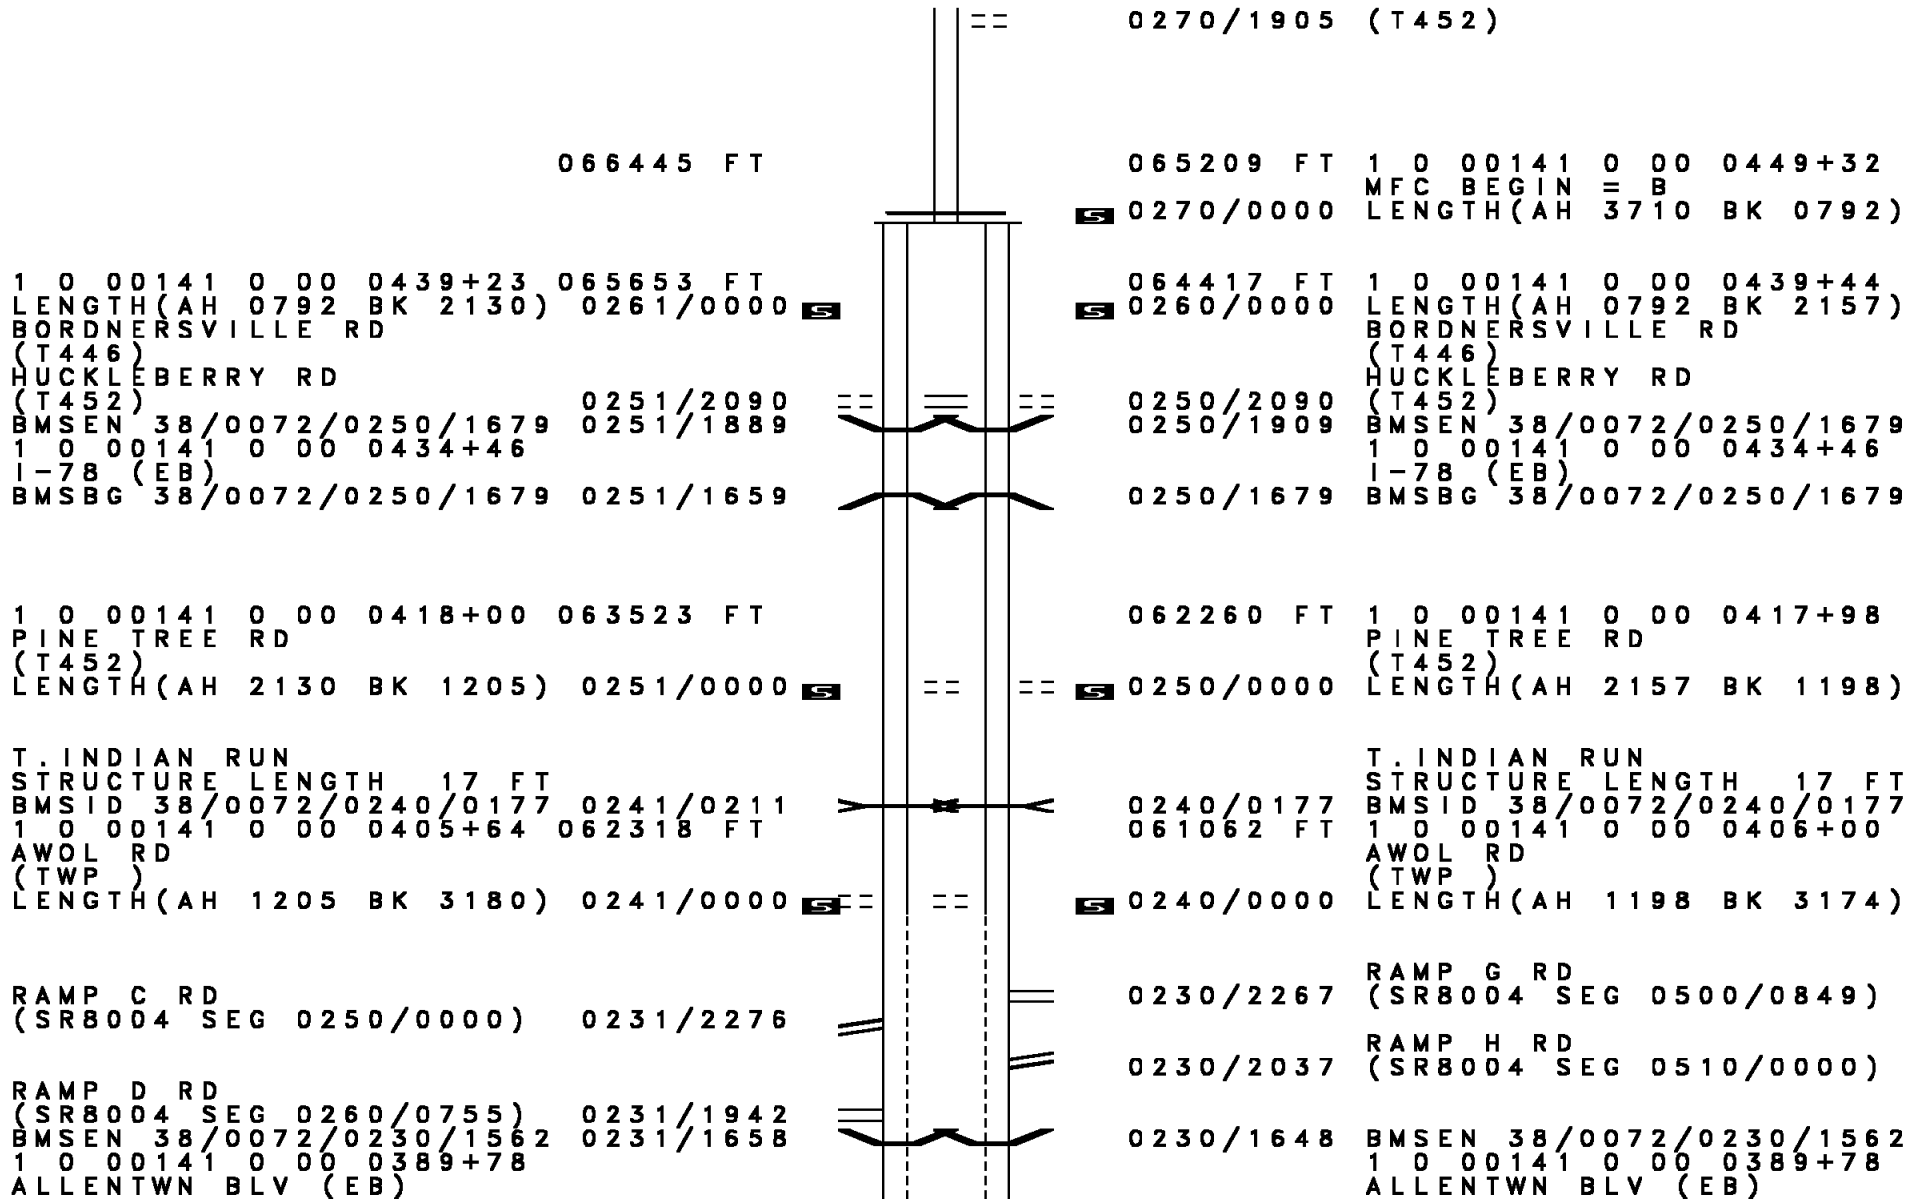 0270/1905 (T452)
066445 FT 065209 FT 1 0 00141 0 00 0449+32
MFC BEGIN = B
S 0270/0000 LENGTH(AH 3710 BK 0792)
1 0 00141 0 00 0439+23 065653 FT 064417 FT 1 0 00141 0 00 0439+44
LENGTH(AH 0792 BK 2130) 0261/0000 S S 0260/0000 LENGTH(AH 0792 BK 2157)
BORDNERSVILLE RD BORDNERSVILLE RD
(T446) (T446)
HUCKLEBERRY RD HUCKLEBERRY RD
(T452) 0251/2090 0250/2090 (T452)
BMSEN 38/0072/0250/1679 0251/1889 0250/1909 BMSEN 38/0072/0250/1679
1 0 00141 0 00 0434+46 1 0 00141 0 00 0434+46
I-78 (EB) I-78 (EB)
BMSBG 38/0072/0250/1679 0251/1659 0250/1679 BMSBG 38/0072/0250/1679
1 0 00141 0 00 0418+00 063523 FT 062260 FT 1 0 00141 0 00 0417+98
PINE TREE RD PINE TREE RD
(T452) (T452)
LENGTH(AH 2130 BK 1205) 0251/0000 S S 0250/0000 LENGTH(AH 2157 BK 1198)
T.INDIAN RUN T.INDIAN RUN
STRUCTURE LENGTH 17 FT STRUCTURE LENGTH 17 FT
BMSID 38/0072/0240/0177 0241/0211 0240/0177 BMSID 38/0072/0240/0177
1 0 00141 0 00 0405+64 062318 FT 061062 FT 1 0 00141 0 00 0406+00
AWOL RD AWOL RD
(TWP ) (TWP )
LENGTH(AH 1205 BK 3180) 0241/0000 S S 0240/0000 LENGTH(AH 1198 BK 3174)
RAMP G RD
RAMP C RD 0230/2267 (SR8004 SEG 0500/0849)
(SR8004 SEG 0250/0000) 0231/2276
RAMP H RD
0230/2037 (SR8004 SEG 0510/0000)
RAMP D RD
(SR8004 SEG 0260/0755) 0231/1942
BMSEN 38/0072/0230/1562 0231/1658 0230/1648 BMSEN 38/0072/0230/1562
1 0 00141 0 00 0389+78 1 0 00141 0 00 0389+78
ALLENTWN BLV (EB) ALLENTWN BLV (EB)